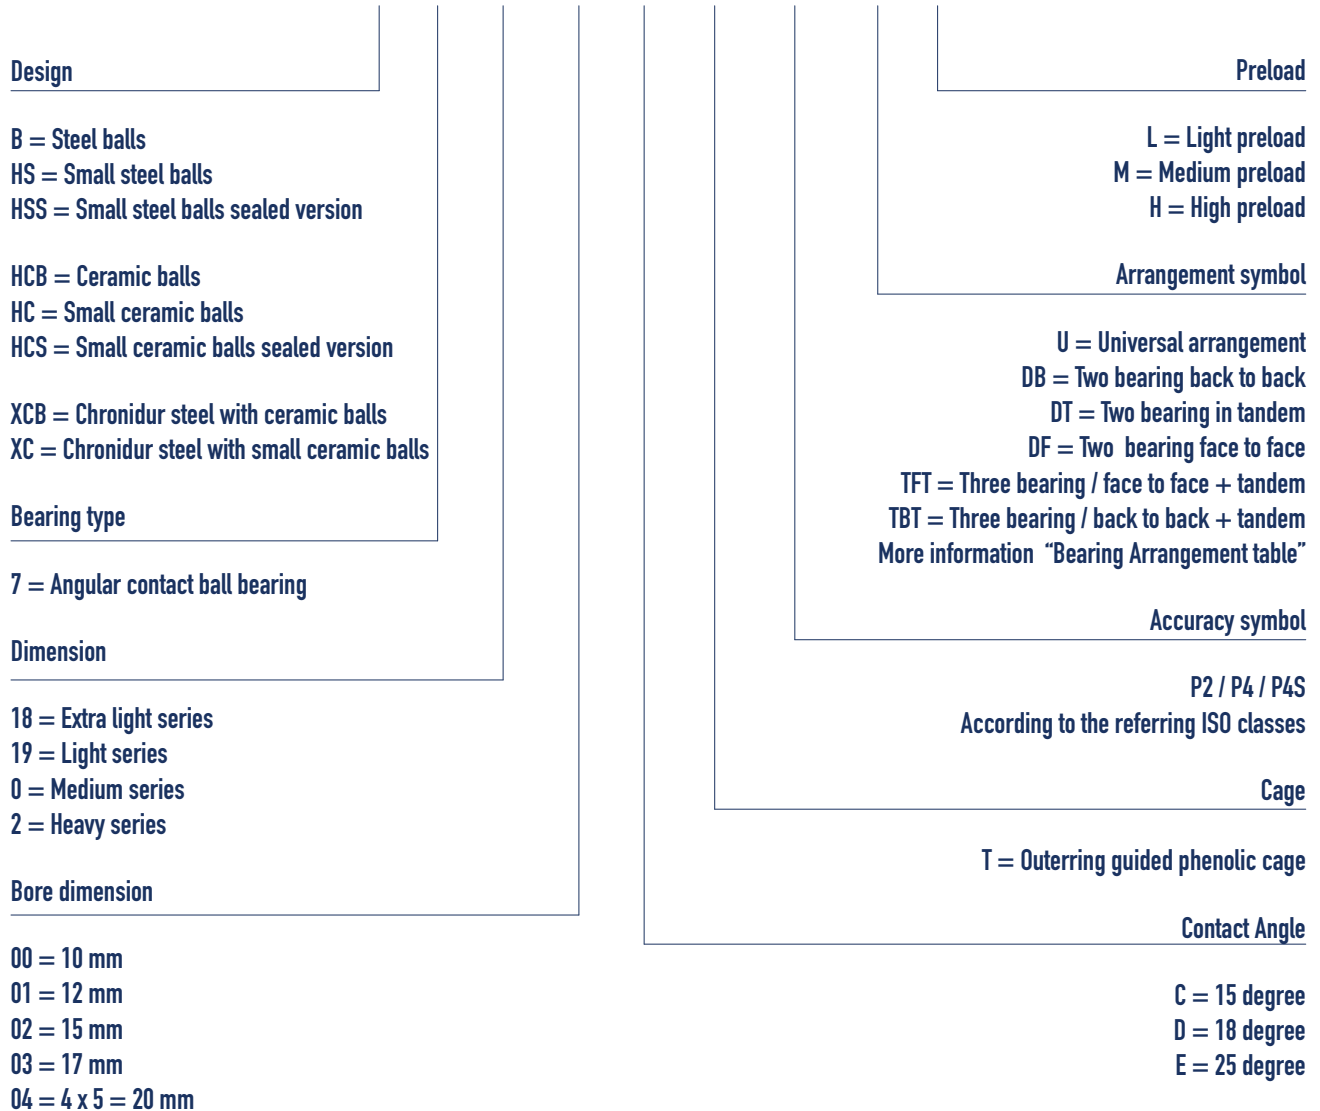 Design
B = Steel balls
HS = Small steel balls
HSS = Small steel balls sealed version
HCB = Ceramic balls
HC = Small ceramic balls
HCS = Small ceramic balls sealed version
XCB = Chronidur steel with ceramic balls
XC = Chronidur steel with small ceramic balls
Bearing type
7 = Angular contact ball bearing
Dimension
18 = Extra light series
19 = Light series
0 = Medium series
2 = Heavy series
Bore dimension
00 = 10 mm
01 = 12 mm
02 = 15 mm
03 = 17 mm
04 = 4 x 5 = 20 mm
Preload
L = Light preload
M = Medium preload
H = High preload
Arrangement symbol
U = Universal arrangement
DB = Two bearing back to back
DT = Two bearing in tandem
DF = Two bearing face to face
TFT = Three bearing / face to face + tandem
TBT = Three bearing / back to back + tandem
More information “Bearing Arrangement table”
Accuracy symbol
P2 / P4 / P4S
According to the referring ISO classes
Cage
T = Outerring guided phenolic cage
Contact Angle
C = 15 degree
D = 18 degree
E = 25 degree